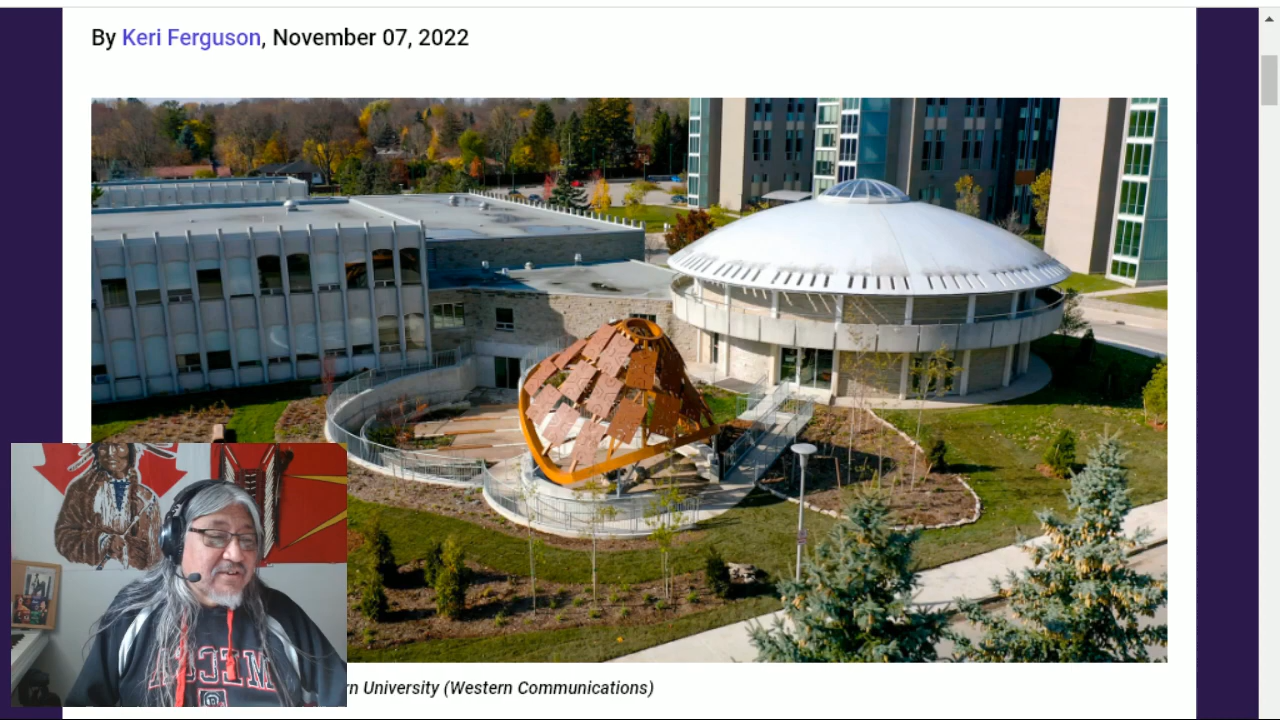 By Keri Ferguson, November 07, 2022
rn University (Western Communications)